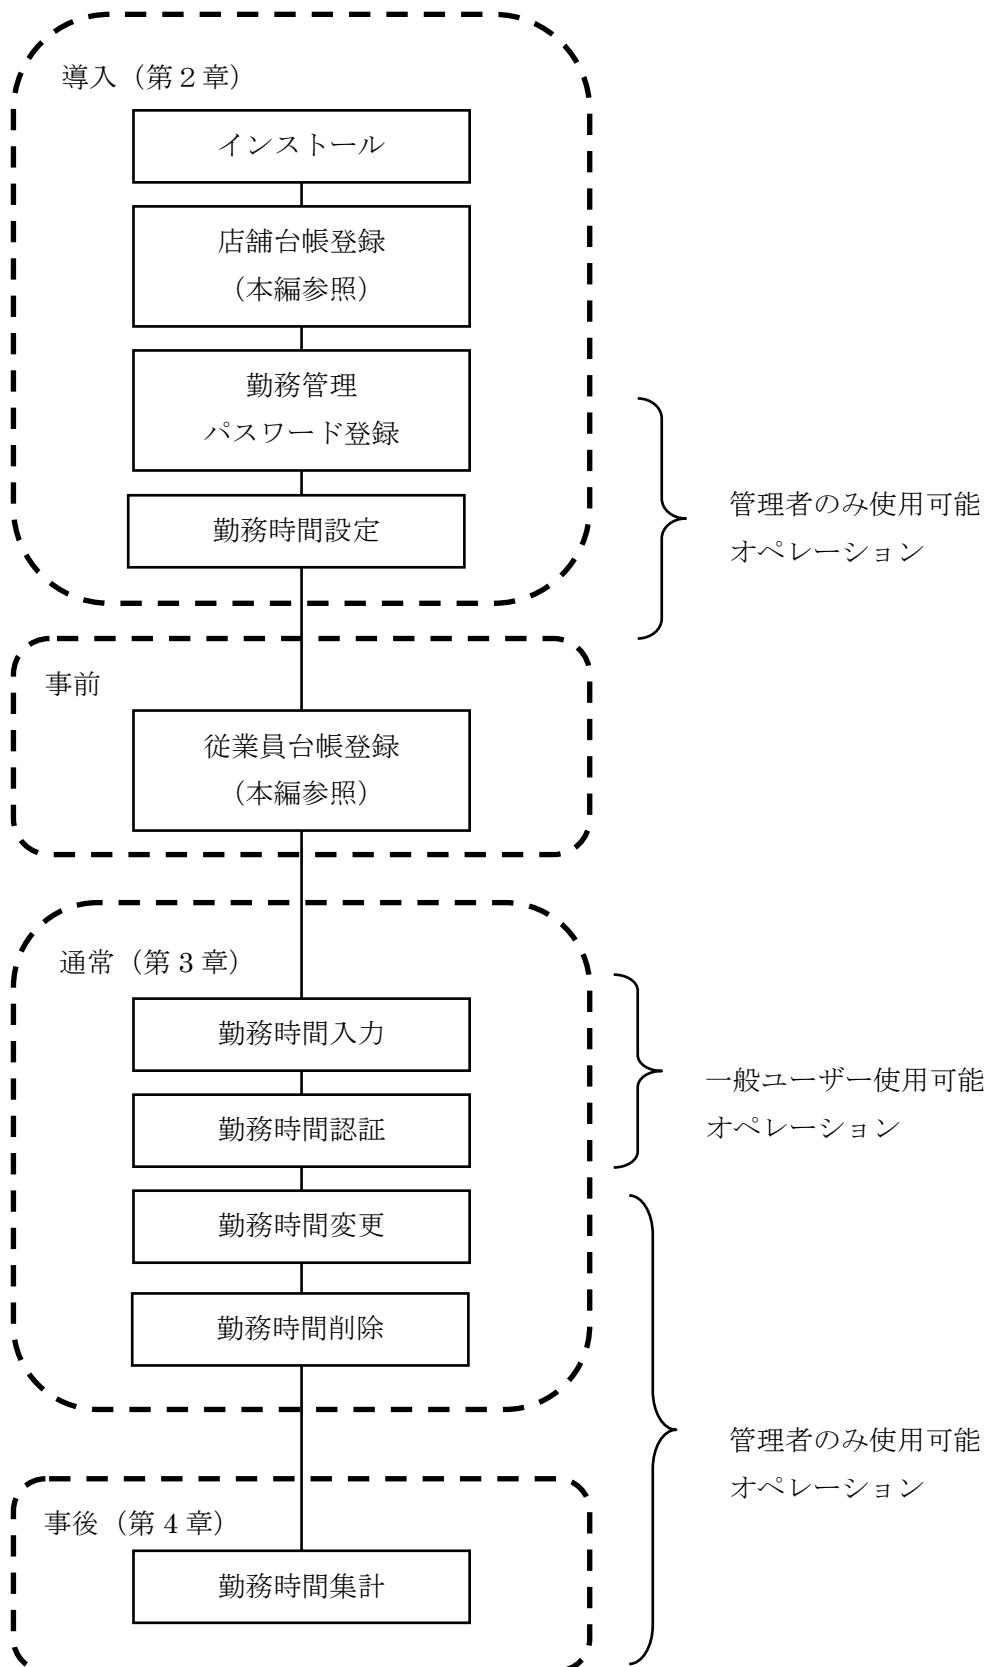 導入（第２章）
インストール
店舗台帳登録
（本編参照）
勤務管理
パスワード登録
勤務時間設定
管理者のみ使用可能
オペレーション
事前
従業員台帳登録
（本編参照）
通常（第 3 章）
勤務時間入力
勤務時間認証
一般ユーザー使用可能
オペレーション
勤務時間変更
勤務時間削除
管理者のみ使用可能
オペレーション
事後（第 4 章）
勤務時間集計